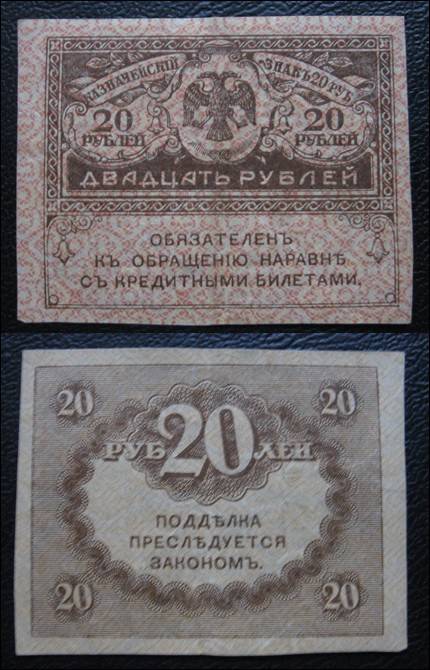 КАЗНАЧЕЙСКІЙ ЗНАКЪ 20 РУБ.
20 РУБЛЕЙ
20 РУБЛЕЙ
ДВАДЦАТЬ РУБЛЕЙ
ОБЯЗАТЕЛЕНЪ
КЪ ОБРАЩЕНІЮ НАРАВНѢ
СЪ КРЕДИТНЫМИ БИЛЕТАМИ.
20 20
РУБ 20 ЛЕЙ
ПОДДѢЛКА
ПРЕСЛѢДУЕТСЯ
ЗАКОНОМЪ.
20 20